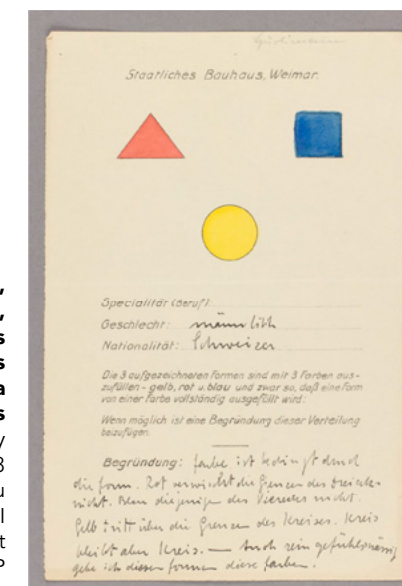 Staatliches Bauhaus, Weimar.
Specialität (Beruf):
Geschlecht: männlich
Nationalität: Schweizer
Die 3 aufgezeichneten Formen sind mit 3 Farben aus-
zufüllen - gelb, rot u. blau und zwar so, daß eine Form
von einer Farbe vollständig ausgefüllt wird:
Wenn möglich ist eine Begründung dieser Verteilung
beizufügen.
Begründung: farbe ist bedingt durch
die form. Rot verwischt die Grenzen des Dreiecks
nicht. Blau diejenigen des Vierecks nicht.
Gelb tritt über die Grenzen des Kreises. Kreis
bleibt aber Kreis. — Auch rein gefühlsmässig
gebe ich diesen formen diese farben.